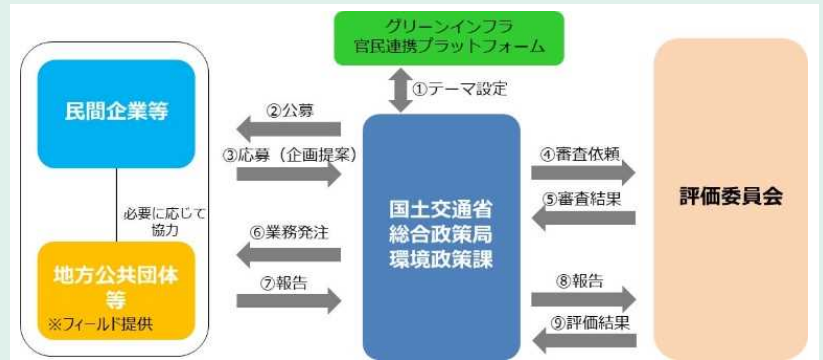 グリーンインフラ
官民連携プラットフォーム
①テーマ設定
民間企業等
必要に応じて
協力
地方公共団体
等
※フィールド提供
②公募
③応募（企画提案）
⑥業務発注
⑦報告
国土交通省
総合政策局
環境政策課
④審査依頼
⑤審査結果
⑧報告
⑨評価結果
評価委員会